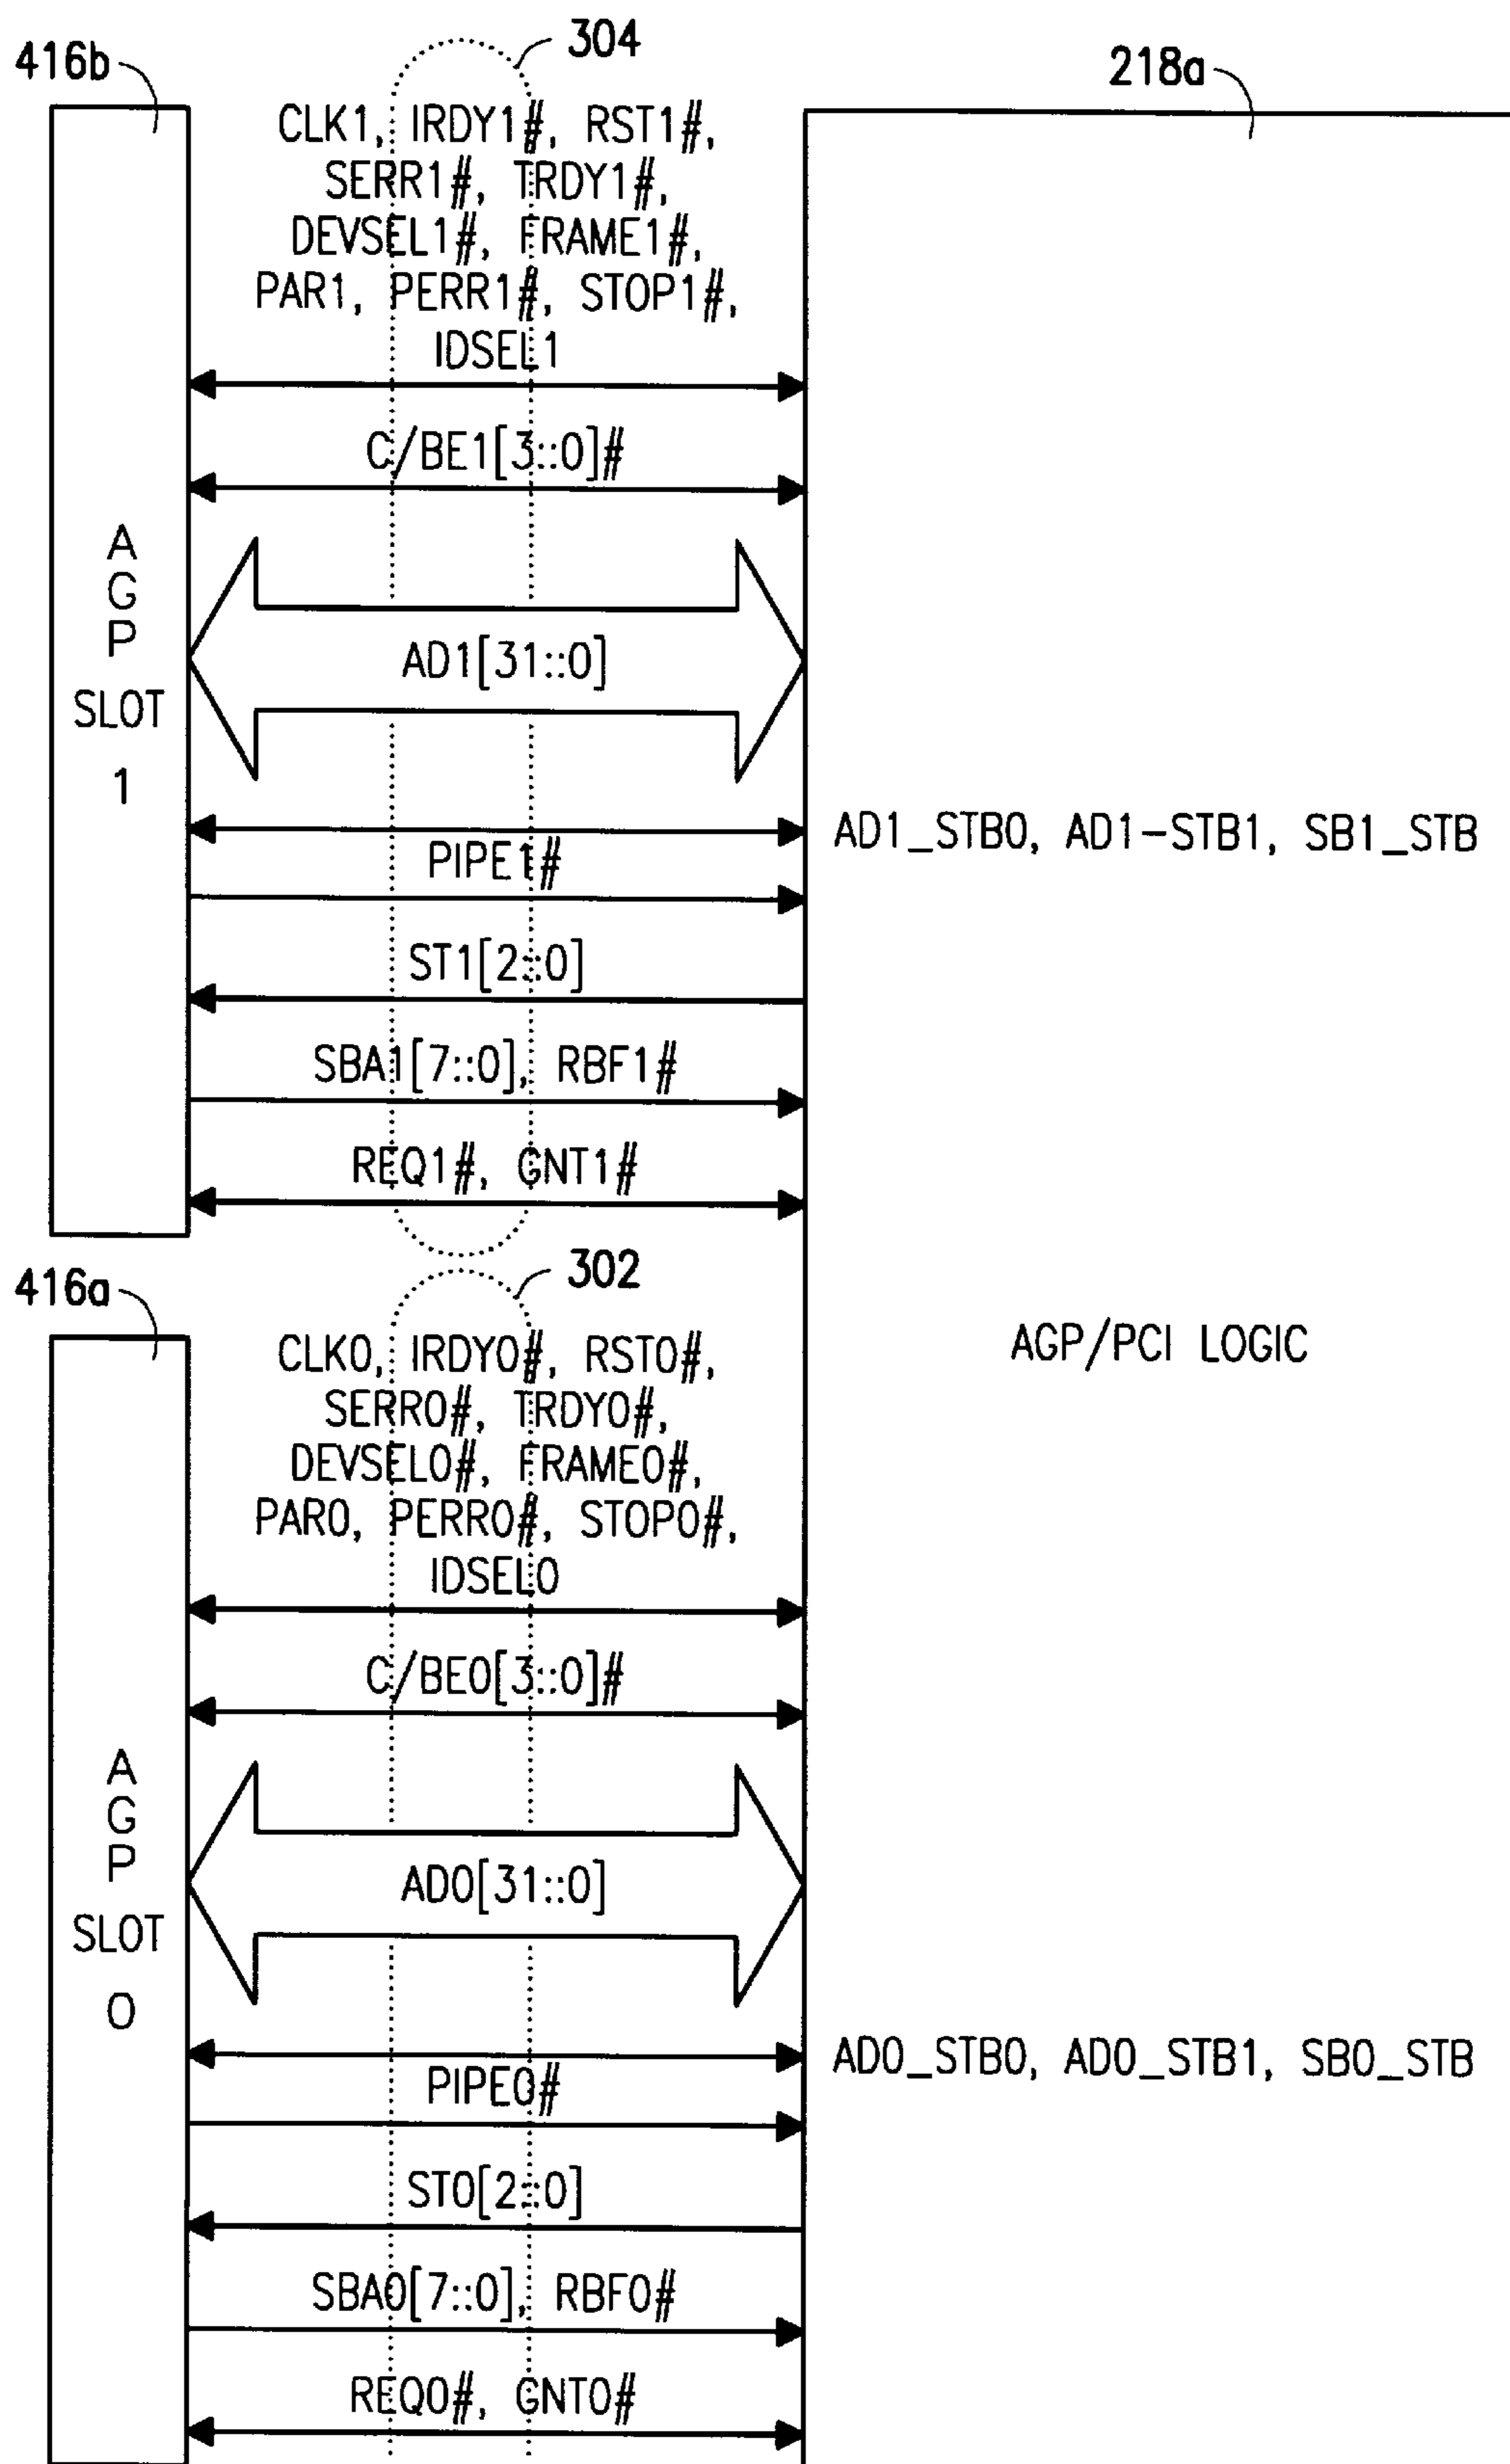 304
416b
218a
CLK1, IRDY1#, RST1#,
SERR1#, TRDY1#,
DEVSEL1#, FRAME1#,
PAR1, PERR1#, STOP1#,
IDSEL1
C/BE1[3::0]#
AGP
SLOT
1
AD1[31::0]
AD1_STB0, AD1-STB1, SB1_STB
PIPE1#
ST1[2::0]
SBA1[7::0], RBF1#
REQ1#, GNT1#
302
416a
AGP/PCI LOGIC
CLK0, IRDY0#, RST0#,
SERR0#, TRDY0#,
DEVSEL0#, FRAME0#,
PAR0, PERR0#, STOP0#,
IDSEL0
C/BE0[3::0]#
AGP
SLOT
0
AD0[31::0]
AD0_STB0, AD0_STB1, SB0_STB
PIPE0#
ST0[2::0]
SBA0[7::0], RBF0#
REQ0#, GNT0#